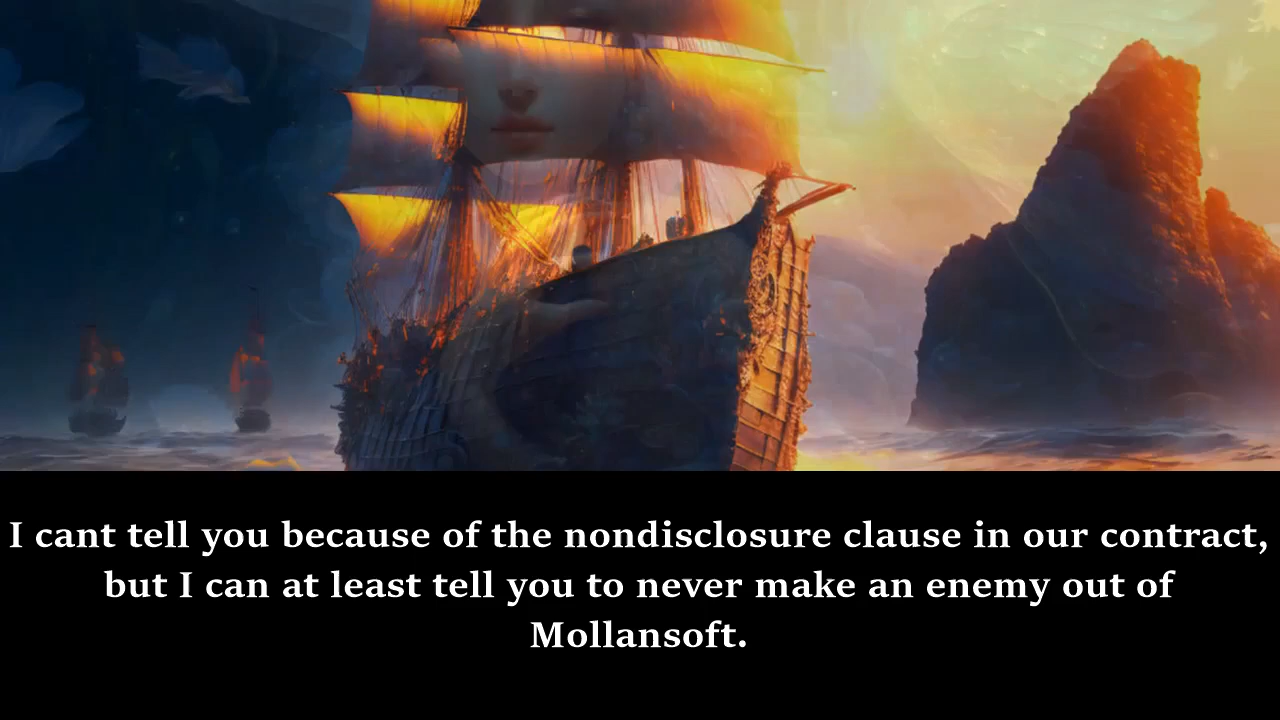 I cant tell you because of the nondisclosure clause in our contract,
but I can at least tell you to never make an enemy out of
Mollansoft.